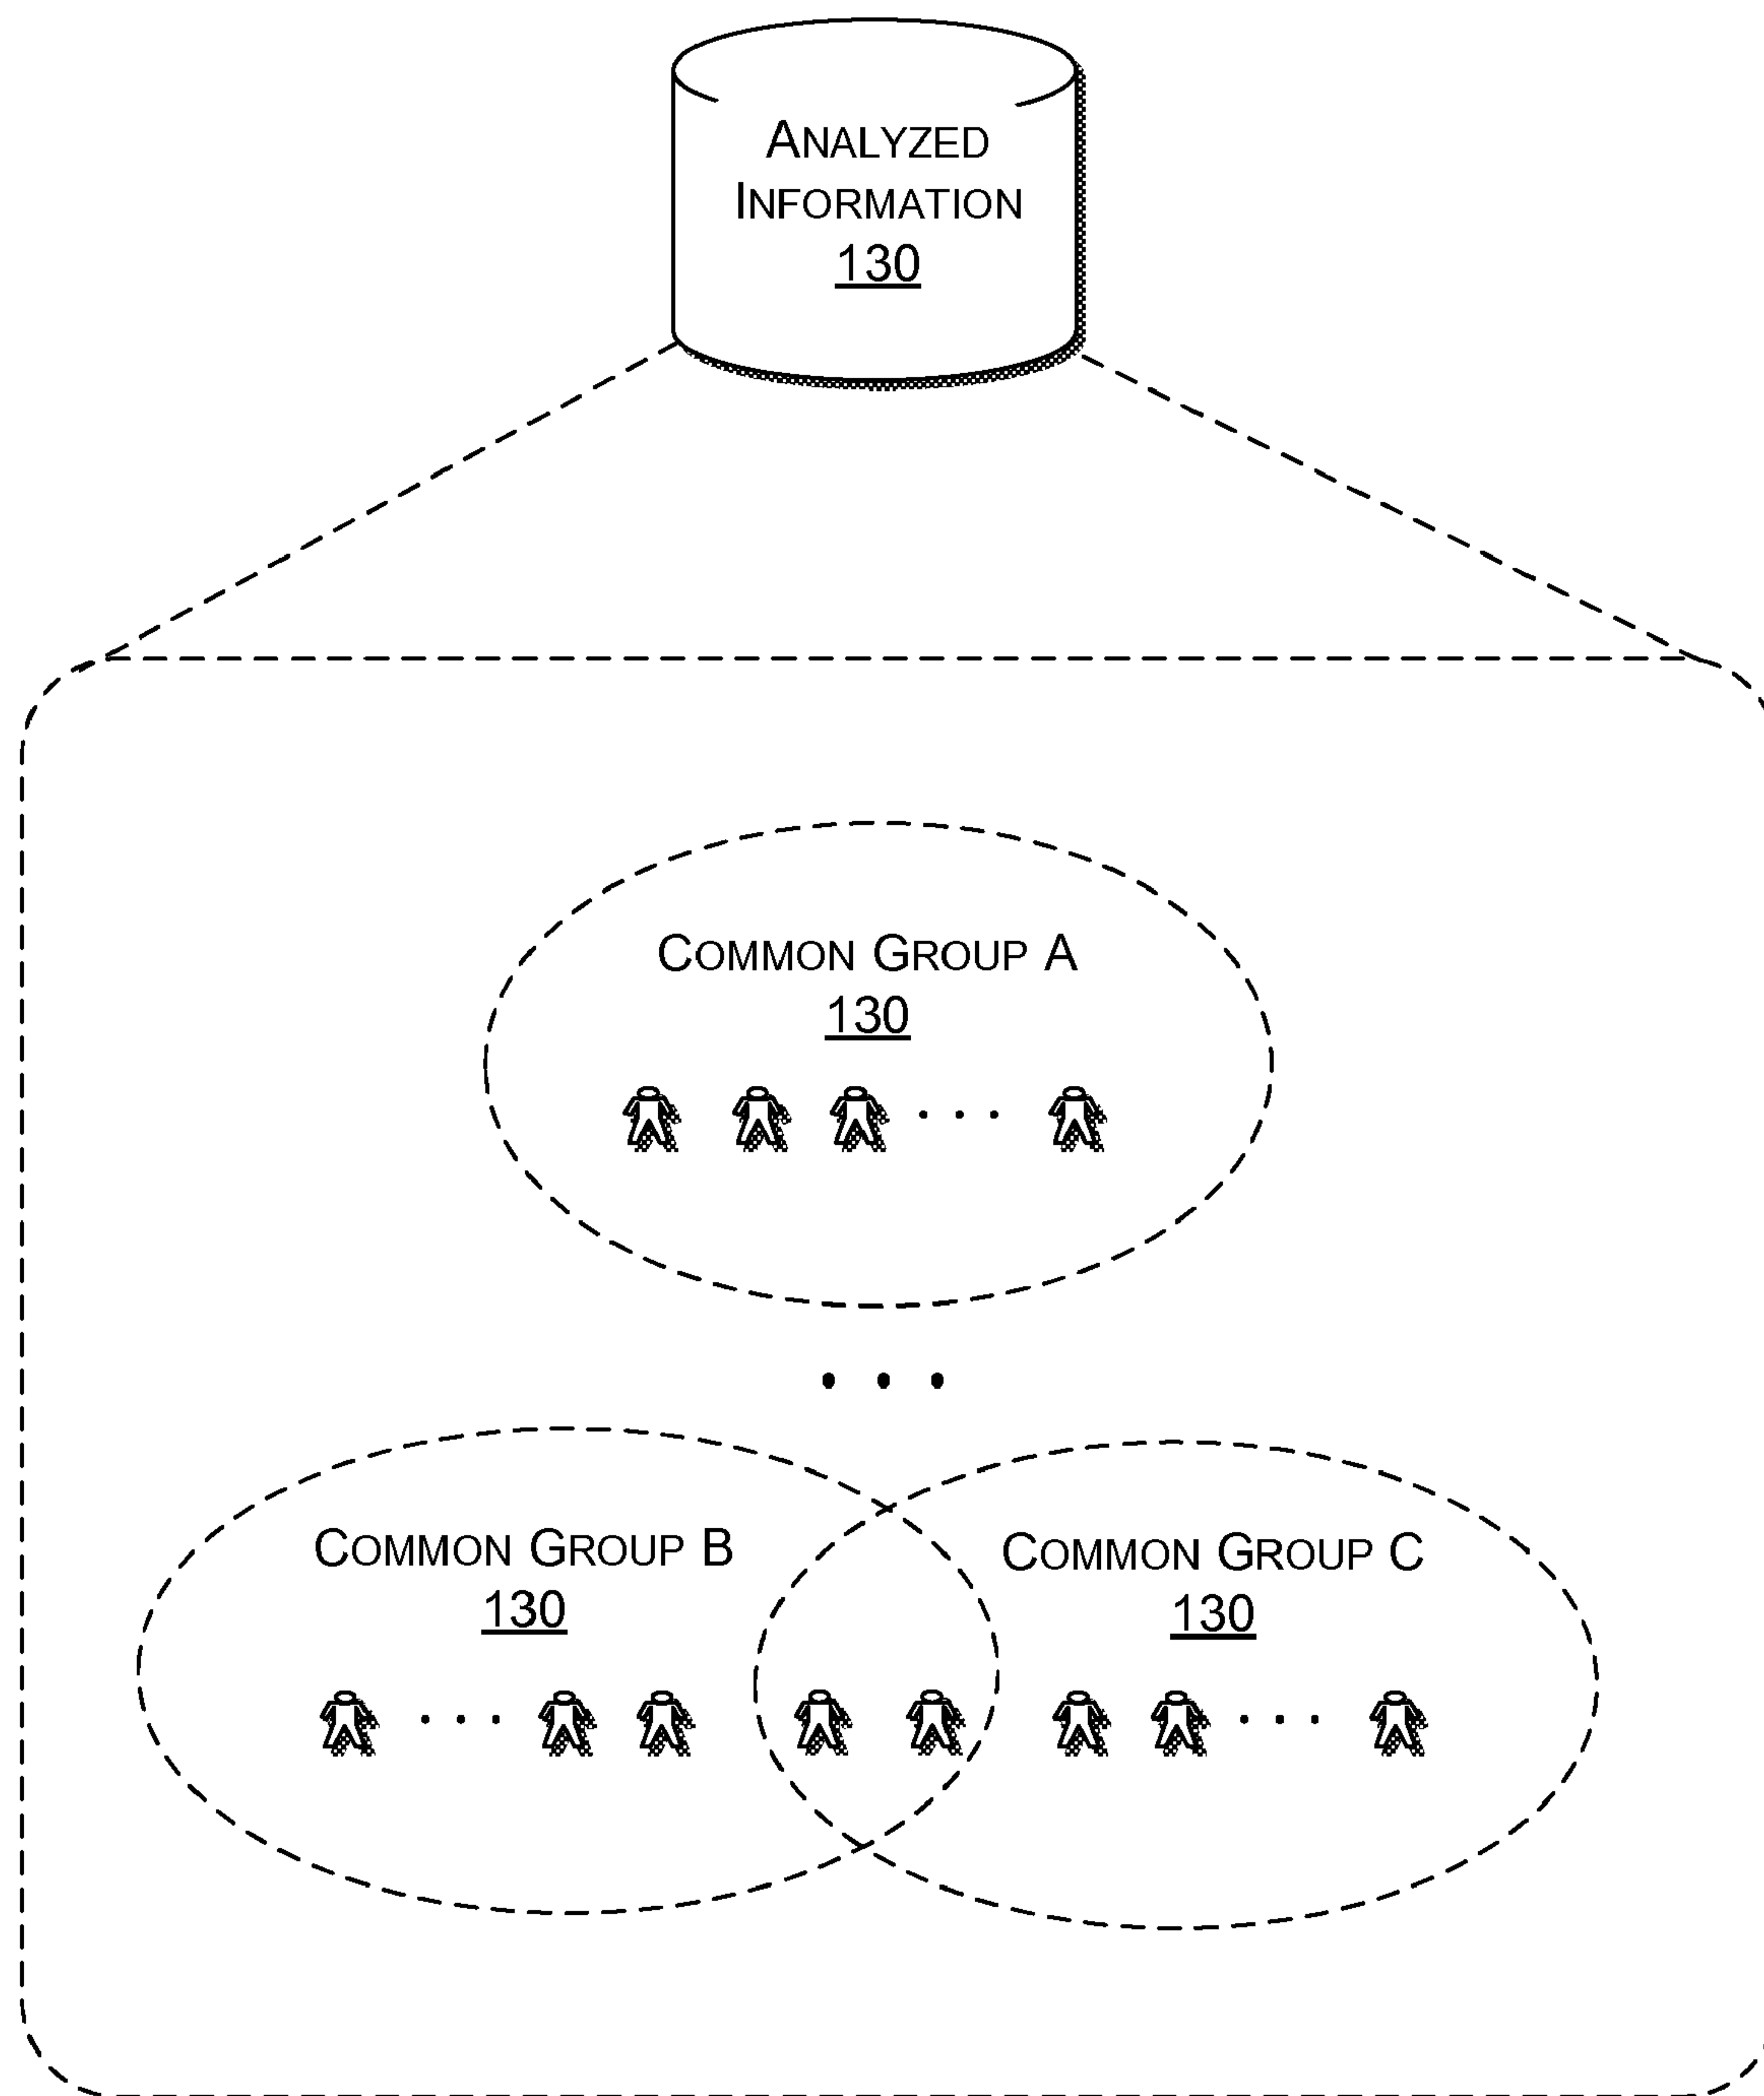 ANALYZED
INFORMATION
130
COMMON GROUP A
130
. . .
. . .
COMMON GROUP B
130
COMMON GROUP C
130
. . .
. . .